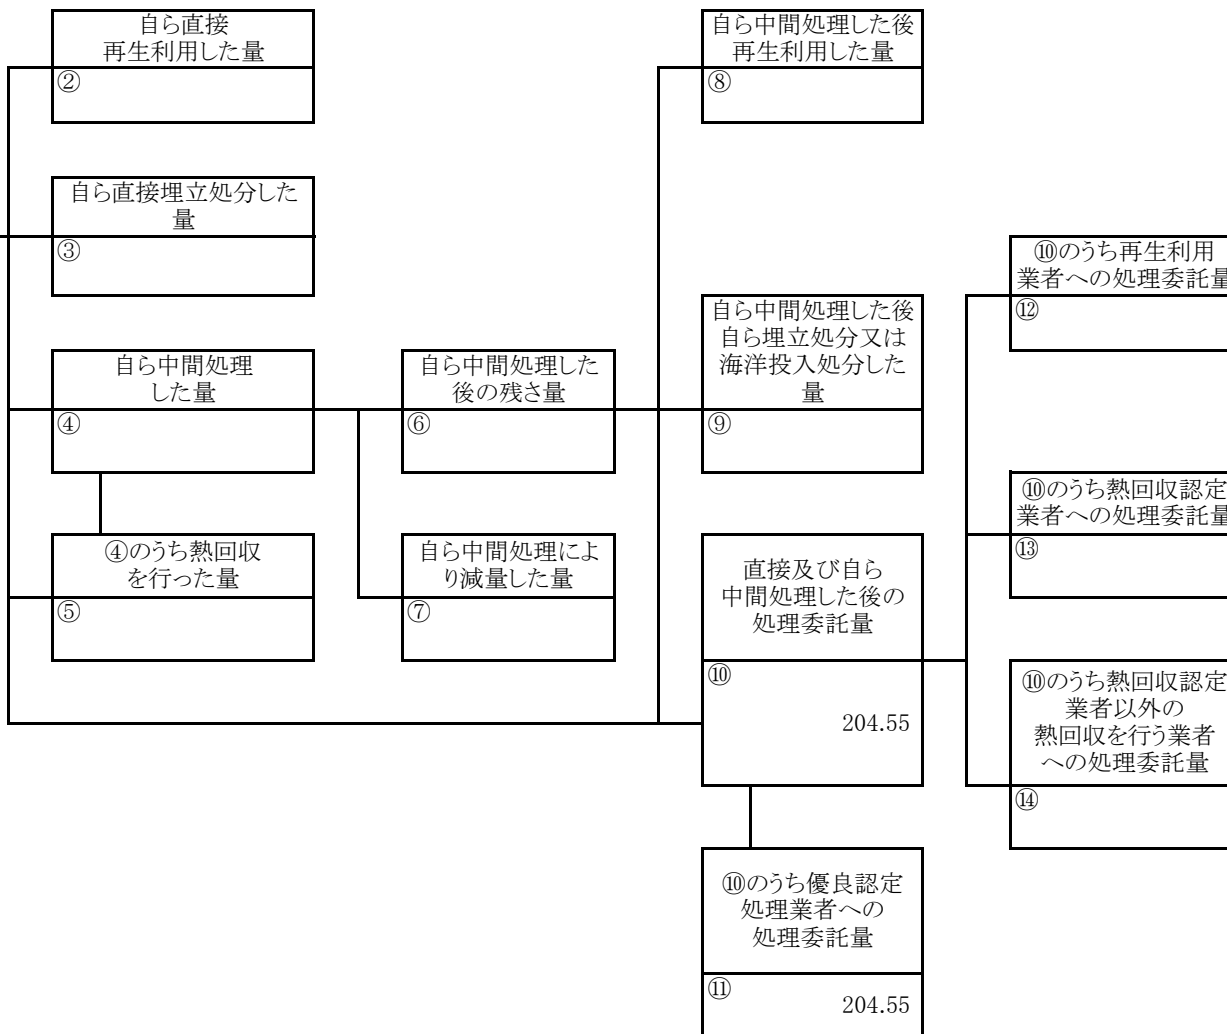 自ら直接
再生利用した量
②
自ら直接埋立処分した
量
③
自ら中間処理
した量
④
④のうち熱回収
を行った量
⑤
自ら中間処理した
後の残さ量
⑥
自ら中間処理によ
り減量した量
⑦
自ら中間処理した後
再生利用した量
⑧
自ら中間処理した後
自ら埋立処分又は
海洋投入処分した
量
⑨
直接及び自ら
中間処理した後の
処理委託量
⑩
204.55
⑩のうち優良認定
処理業者への
処理委託量
⑪
204.55
⑩のうち再生利用
業者への処理委託量
⑫
⑩のうち熱回収認定
業者への処理委託量
⑬
⑩のうち熱回収認定
業者以外の
熱回収を行う業者
への処理委託量
⑭